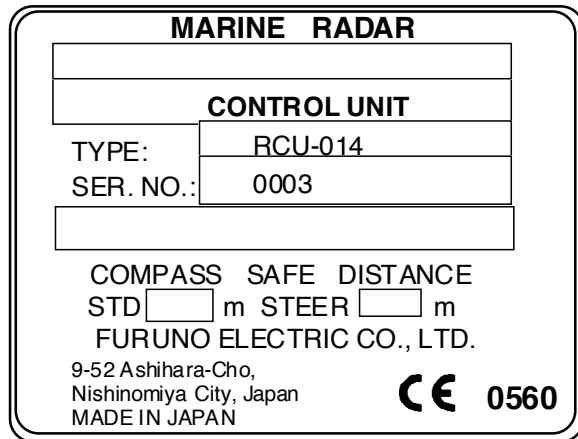 MARINE RADAR
CONTROL UNIT
TYPE: RCU-014
SER. NO.: 0003
COMPASS SAFE DISTANCE
STD m STEER m
FURUNO ELECTRIC CO., LTD.
9-52 Ashihara-Cho,
Nishinomiya City, Japan
MADE IN JAPAN
CE 0560